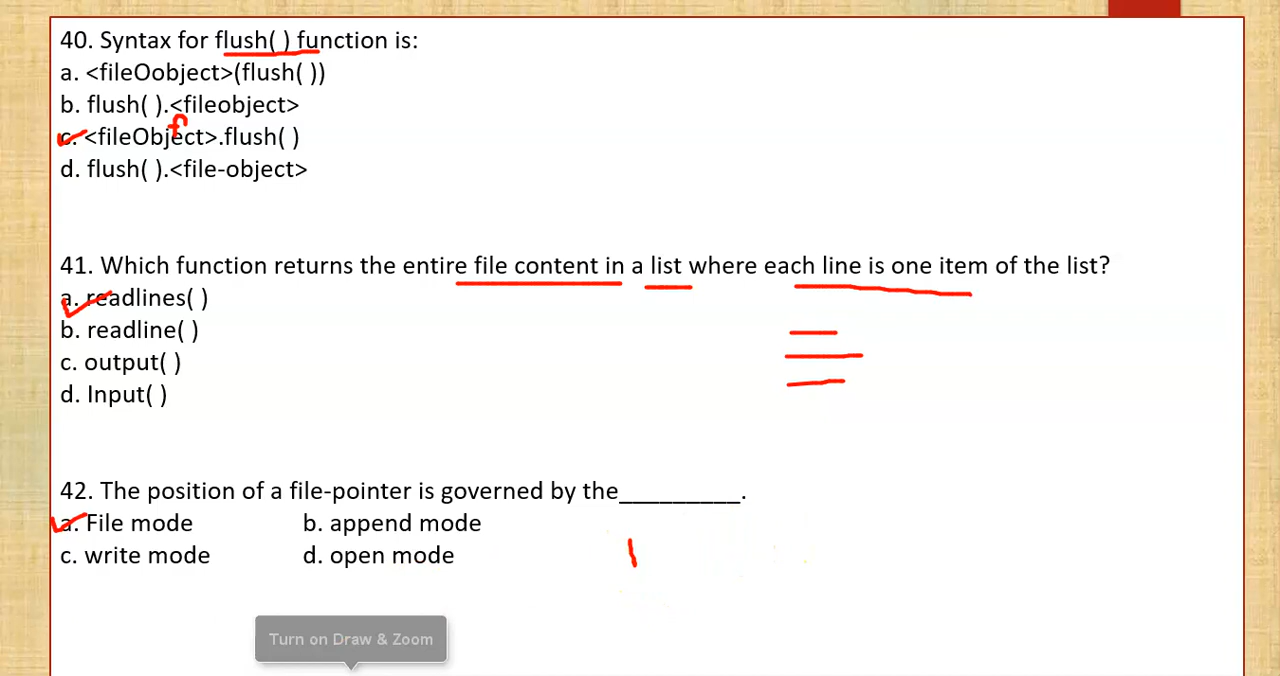 40. Syntax for flush( ) function is:
a. <fileOobject>(flush( ))
b. flush( ).<fileobject>
f
c. <fileObject>.flush( )
d. flush( ).<file-object>
41. Which function returns the entire file content in a list where each line is one item of the list?
a. readlines( )
b. readline( )
c. output( )
d. Input( )
42. The position of a file-pointer is governed by the_________.
a. File mode b. append mode
c. write mode d. open mode
Turn on Draw & Zoom